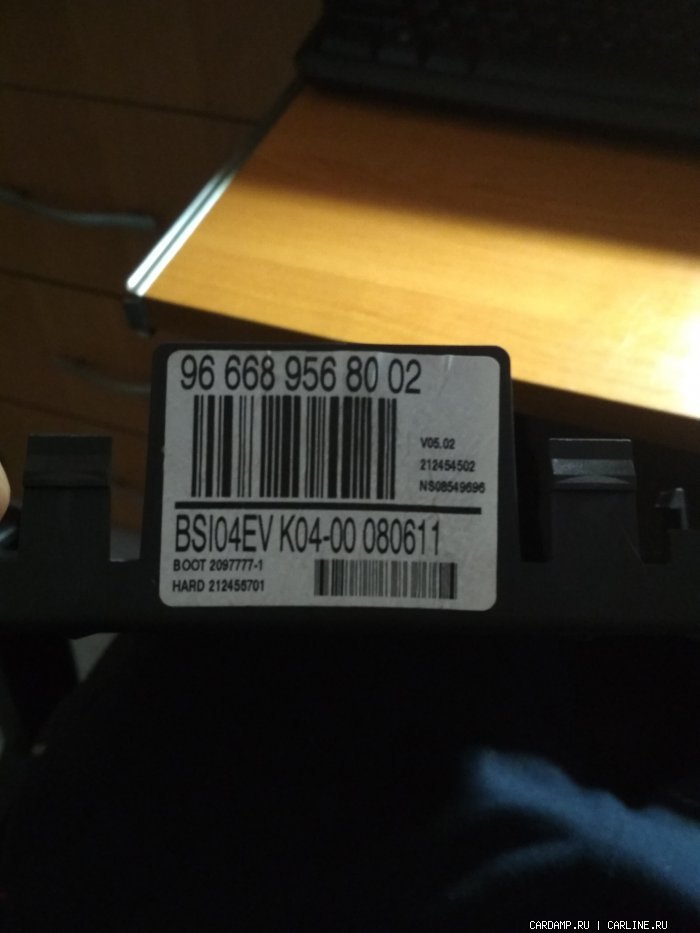 96 668 956 80 02
V05.02
212454502
NS08549696
BSI04EV K04-00 080611
BOOT 2097777-1
HARD 212456701
CARDAMP.RU | CARLINE.RU